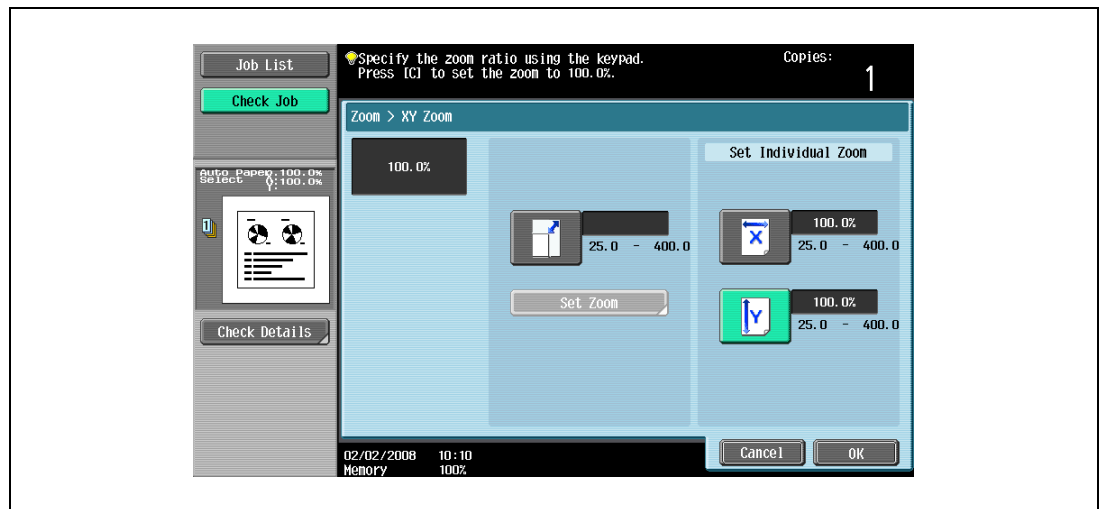 Job List
Check Job
💡Specify the zoom ratio using the keypad.
Press [C] to set the zoom to 100.0%.
Copies:
1
Zoom > XY Zoom
100.0%
Set Individual Zoom
Auto Paper
Select
X:100.0%
Y:100.0%
1
X
100.0%
25.0 - 400.0
25.0 - 400.0
Set Zoom
Y
100.0%
25.0 - 400.0
Check Details
02/02/2008 10:10
Memory 100%
Cancel
OK